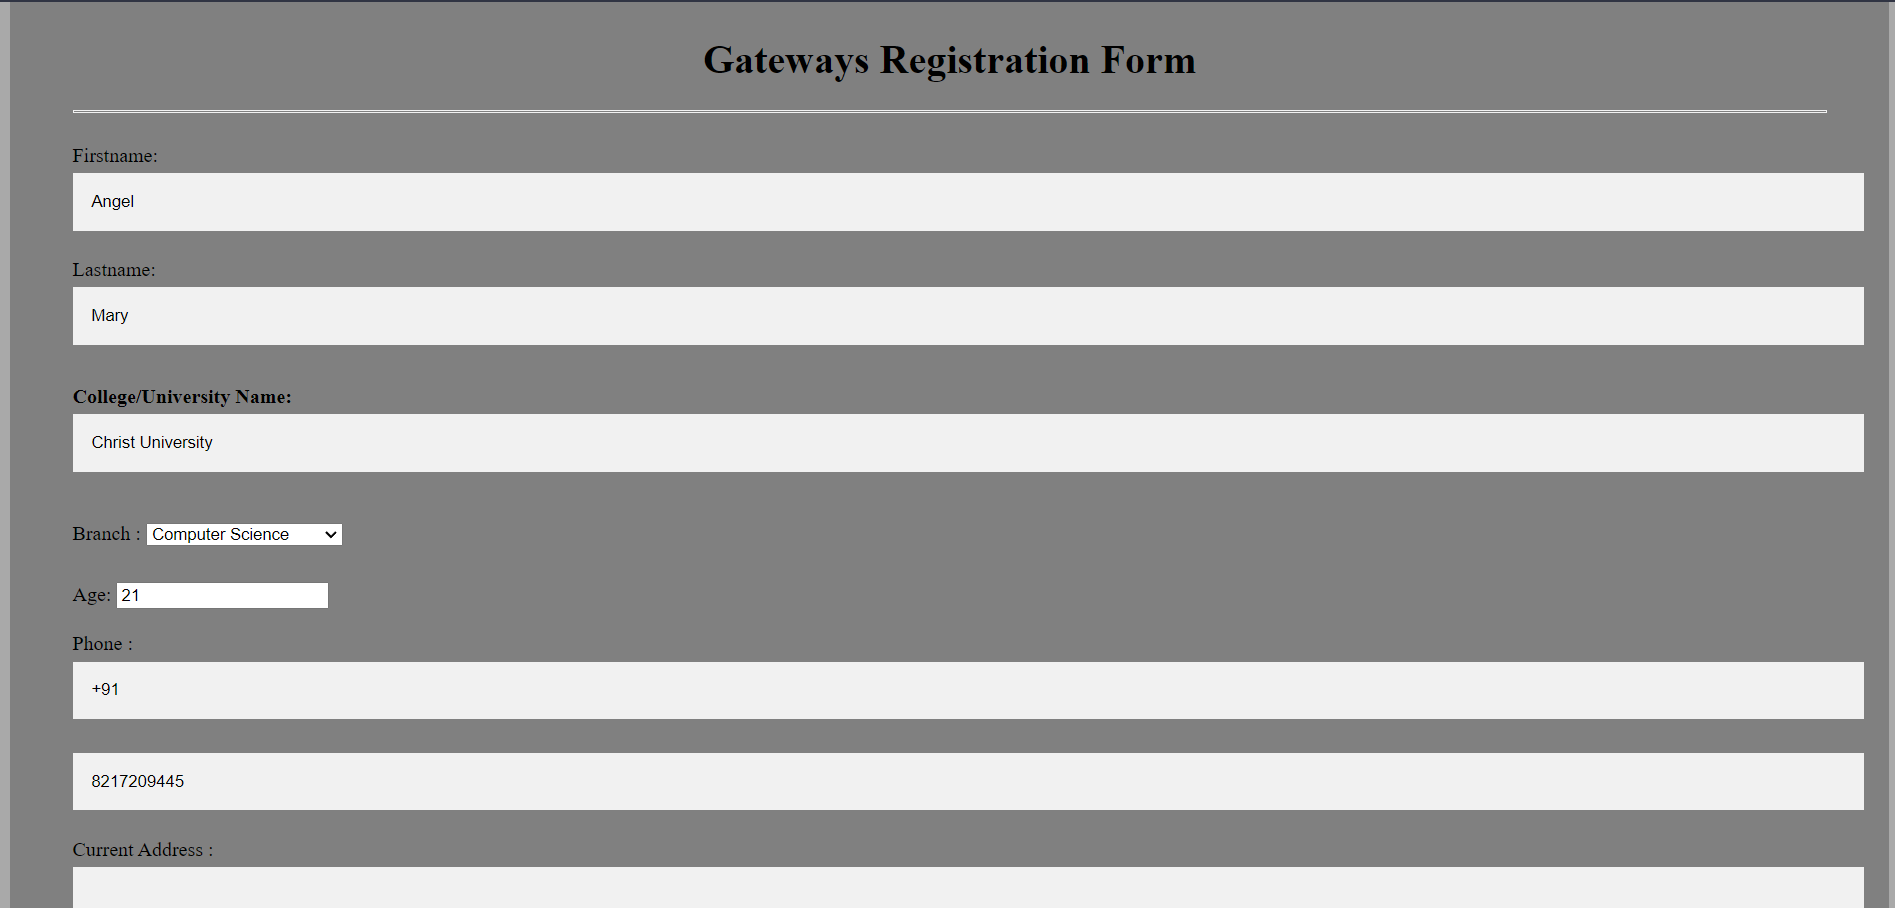 Gateways Registration Form
Firstname:
Angel
Lastname:
Mary
College/University Name:
Christ University
Branch : Computer Science
Age: 21
Phone :
+91
8217209445
Current Address :